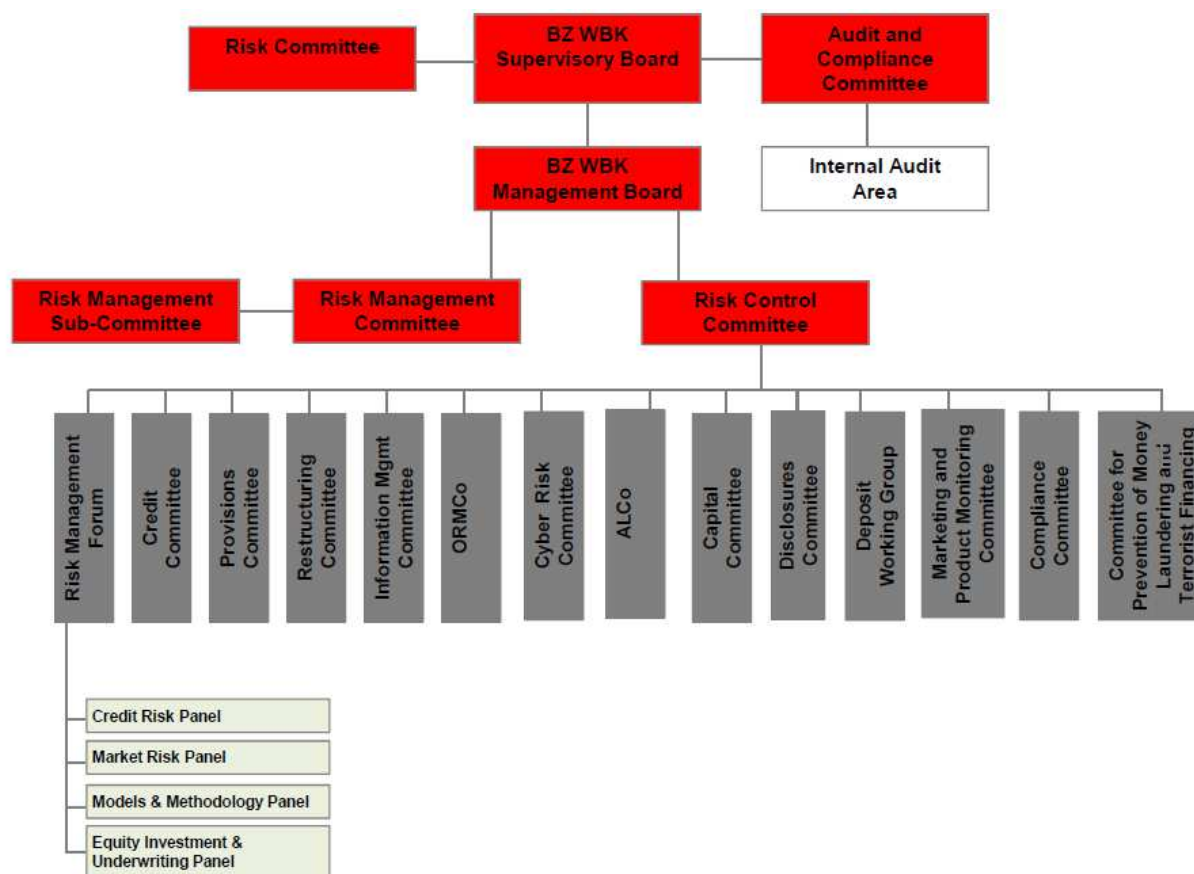 Risk Committee
BZ WBK
Supervisory Board
Audit and
Compliance
Committee
BZ WBK
Management Board
Internal Audit
Area
Risk Management
Sub-Committee
Risk Management
Committee
Risk Control
Committee
Risk Management
Forum
Credit
Committee
Provisions
Committee
Restructuring
Committee
Information Mgmt
Committee
ORMCo
Cyber Risk
Committee
ALCo
Capital
Committee
Disclosures
Committee
Deposit
Working Group
Marketing and
Product Monitoring
Committee
Compliance
Committee
Committee for
Prevention of Money
Laundering and
Terrorist Financing
Credit Risk Panel
Market Risk Panel
Models & Methodology Panel
Equity Investment &
Underwriting Panel